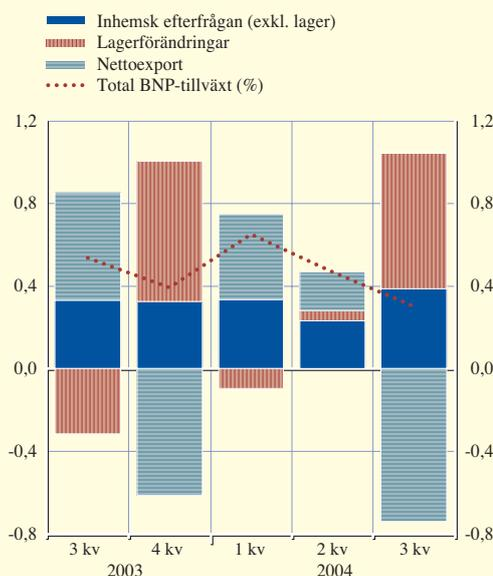 Inhemsk efterfrågan (exkl. lager)
Lagerförändringar
Nettoexport
Total BNP-tillväxt (%)
1,2 1,2
0,8 0,8
0,4 0,4
0,0 0,0
-0,4 -0,4
-0,8 -0,8
3 kv 4 kv 1 kv 2 kv 3 kv
2003 2004